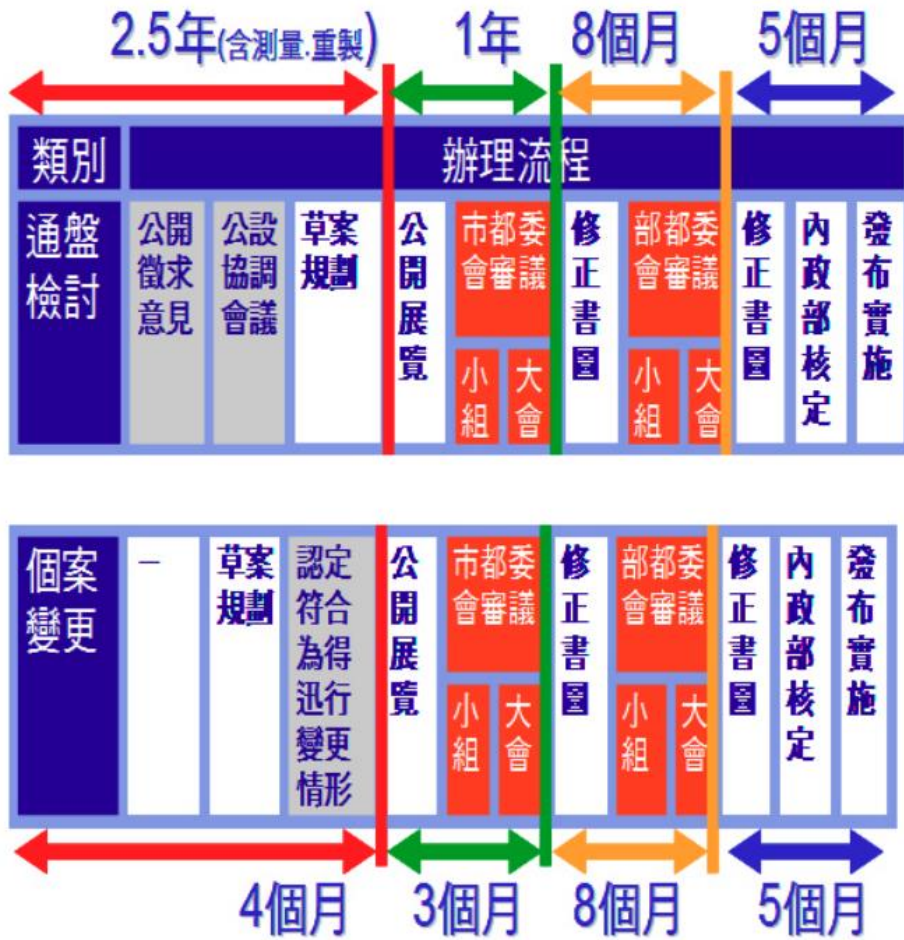 2.5年(含測量.重製) 1年 8個月 5個月
類別 辦理流程
通盤檢討
公開徵求意見
公設協調會議
草案規劃
公開展覽
市都委會審議
小組
大會
修正書圖
部都委會審議
小組
大會
修正書圖
內政部核定
發布實施
個案變更
–
草案規劃
認定符合為得迅行變更情形
公開展覽
市都委會審議
小組
大會
修正書圖
部都委會審議
小組
大會
修正書圖
內政部核定
發布實施
4個月 3個月 8個月 5個月